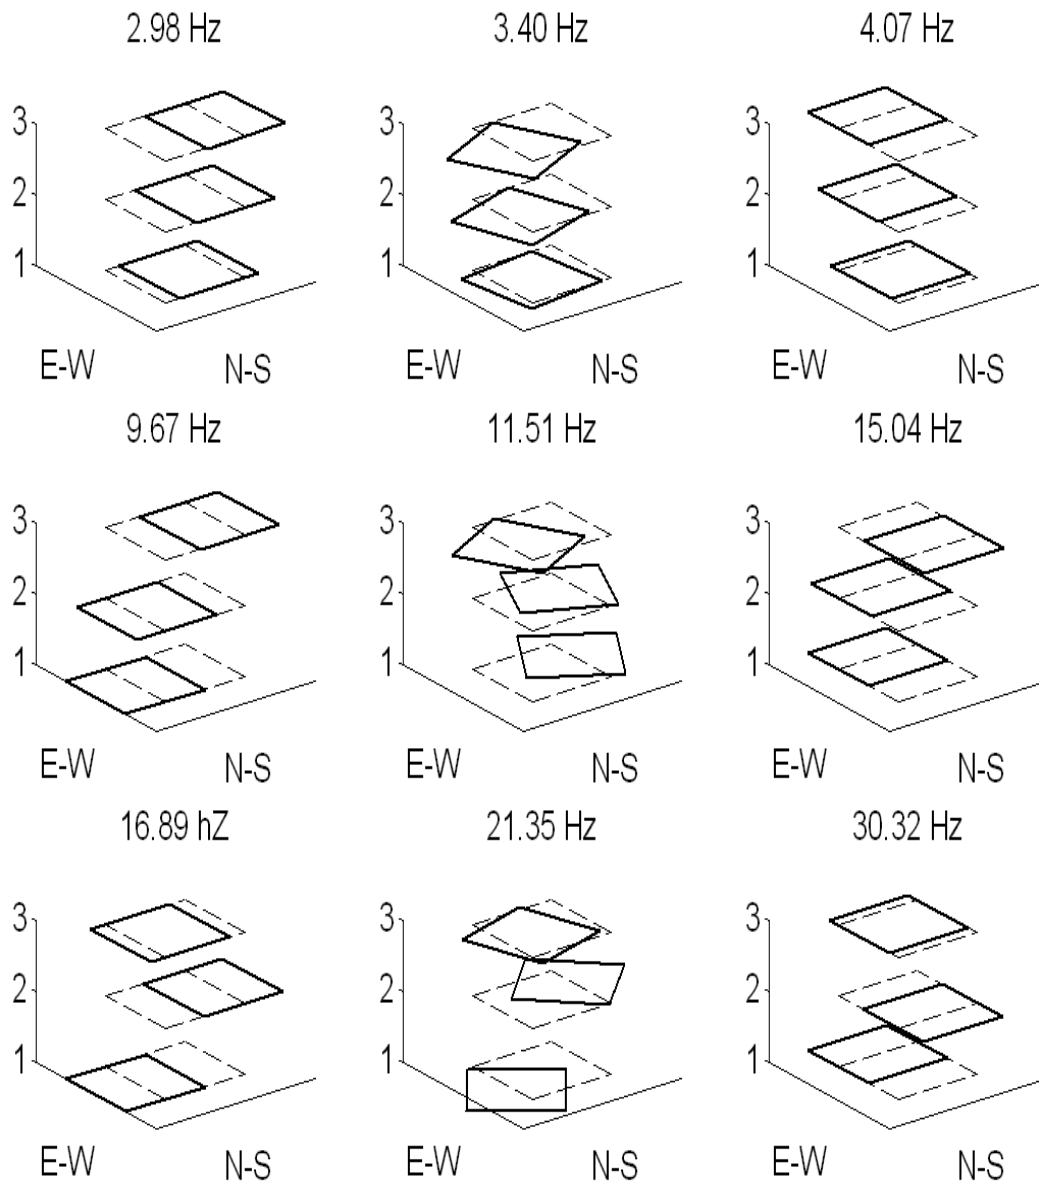 2.98 Hz
3.40 Hz
4.07 Hz
3
2
1
E-W
N-S
3
2
1
E-W
N-S
3
2
1
E-W
N-S
9.67 Hz
11.51 Hz
15.04 Hz
3
2
1
E-W
N-S
3
2
1
E-W
N-S
3
2
1
E-W
N-S
16.89 hZ
21.35 Hz
30.32 Hz
3
2
1
E-W
N-S
3
2
1
E-W
N-S
3
2
1
E-W
N-S